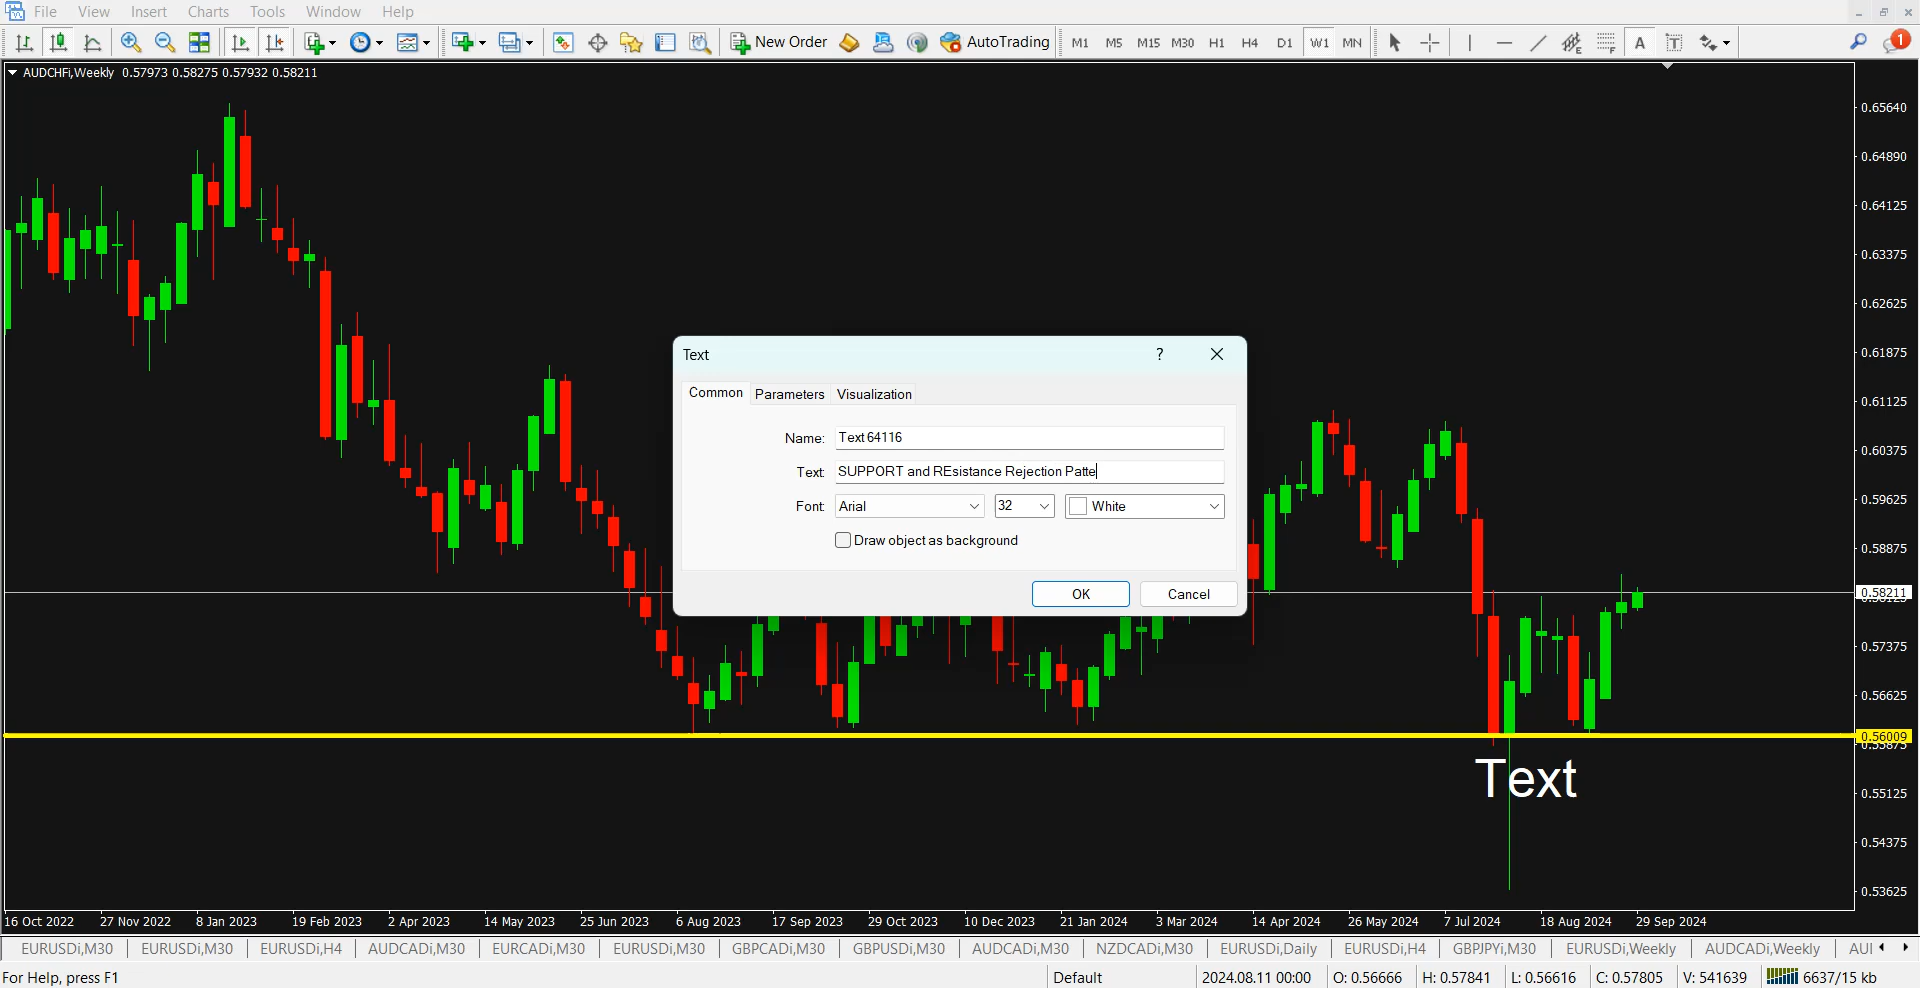 File View Insert Charts Tools Window Help
New Order AutoTrading M1 M5 M15 M30 H1 H4 D1 W1 MN A T 1
AUDCHFi,Weekly 0.57973 0.58275 0.57932 0.58211
0.65640
0.64890
0.64125
0.63375
0.62625
0.61875
0.61125
0.60375
0.59625
0.58875
0.58211
0.57375
0.56625
0.56009
0.55875
0.55125
0.54375
0.53625
Text ?
Common Parameters Visualization
Name: Text 64116
Text: SUPPORT and REsistance Rejection Patte
Font: Arial 32 White
Draw object as background
OK Cancel
Text
16 Oct 2022 27 Nov 2022 8 Jan 2023 19 Feb 2023 2 Apr 2023 14 May 2023 25 Jun 2023 6 Aug 2023 17 Sep 2023 29 Oct 2023 10 Dec 2023 21 Jan 2024 3 Mar 2024 14 Apr 2024 26 May 2024 7 Jul 2024 18 Aug 2024 29 Sep 2024
EURUSDi,M30 EURUSDi,M30 EURUSDi,H4 AUDCADi,M30 EURCADi,M30 EURUSDi,M30 GBPCADi,M30 GBPUSDi,M30 AUDCADi,M30 NZDCADi,M30 EURUSDi,Daily EURUSDi,H4 GBPJPYi,M30 EURUSDi,Weekly AUDCADi,Weekly AUI
For Help, press F1 Default 2024.08.11 00:00 O: 0.56666 H: 0.57841 L: 0.56616 C: 0.57805 V: 541639 6637/15 kb